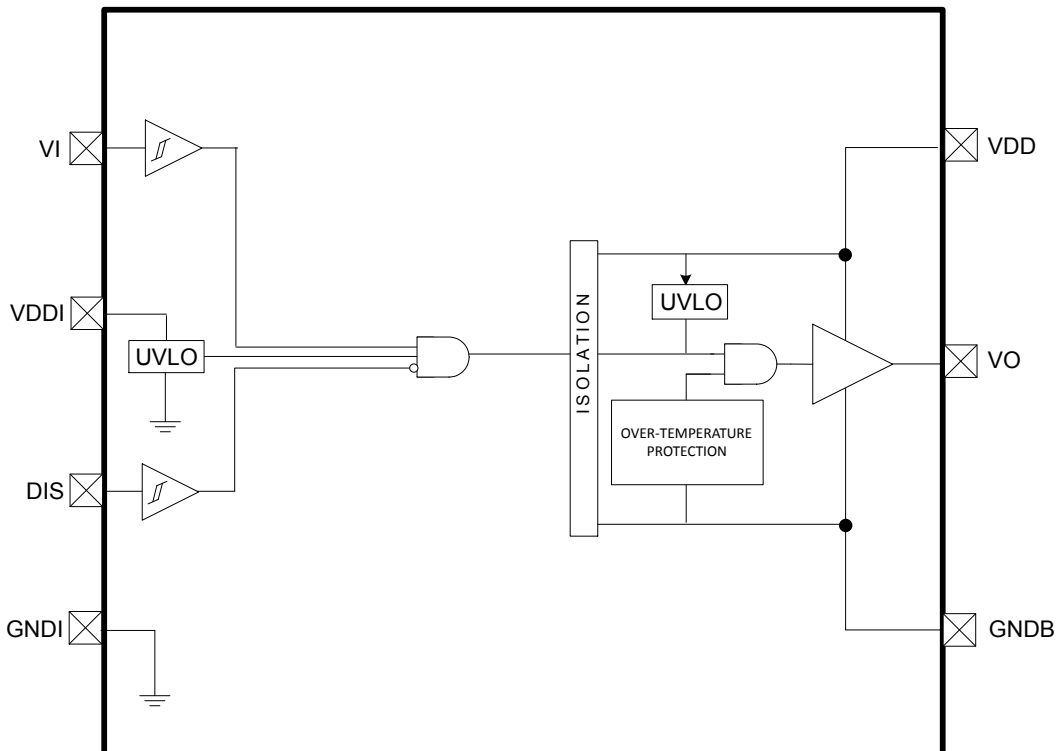 VI
VDD
VDDI
UVLO
UVLO
ISOLATION
VO
OVER-TEMPERATURE
PROTECTION
DIS
GNDI
GNDB